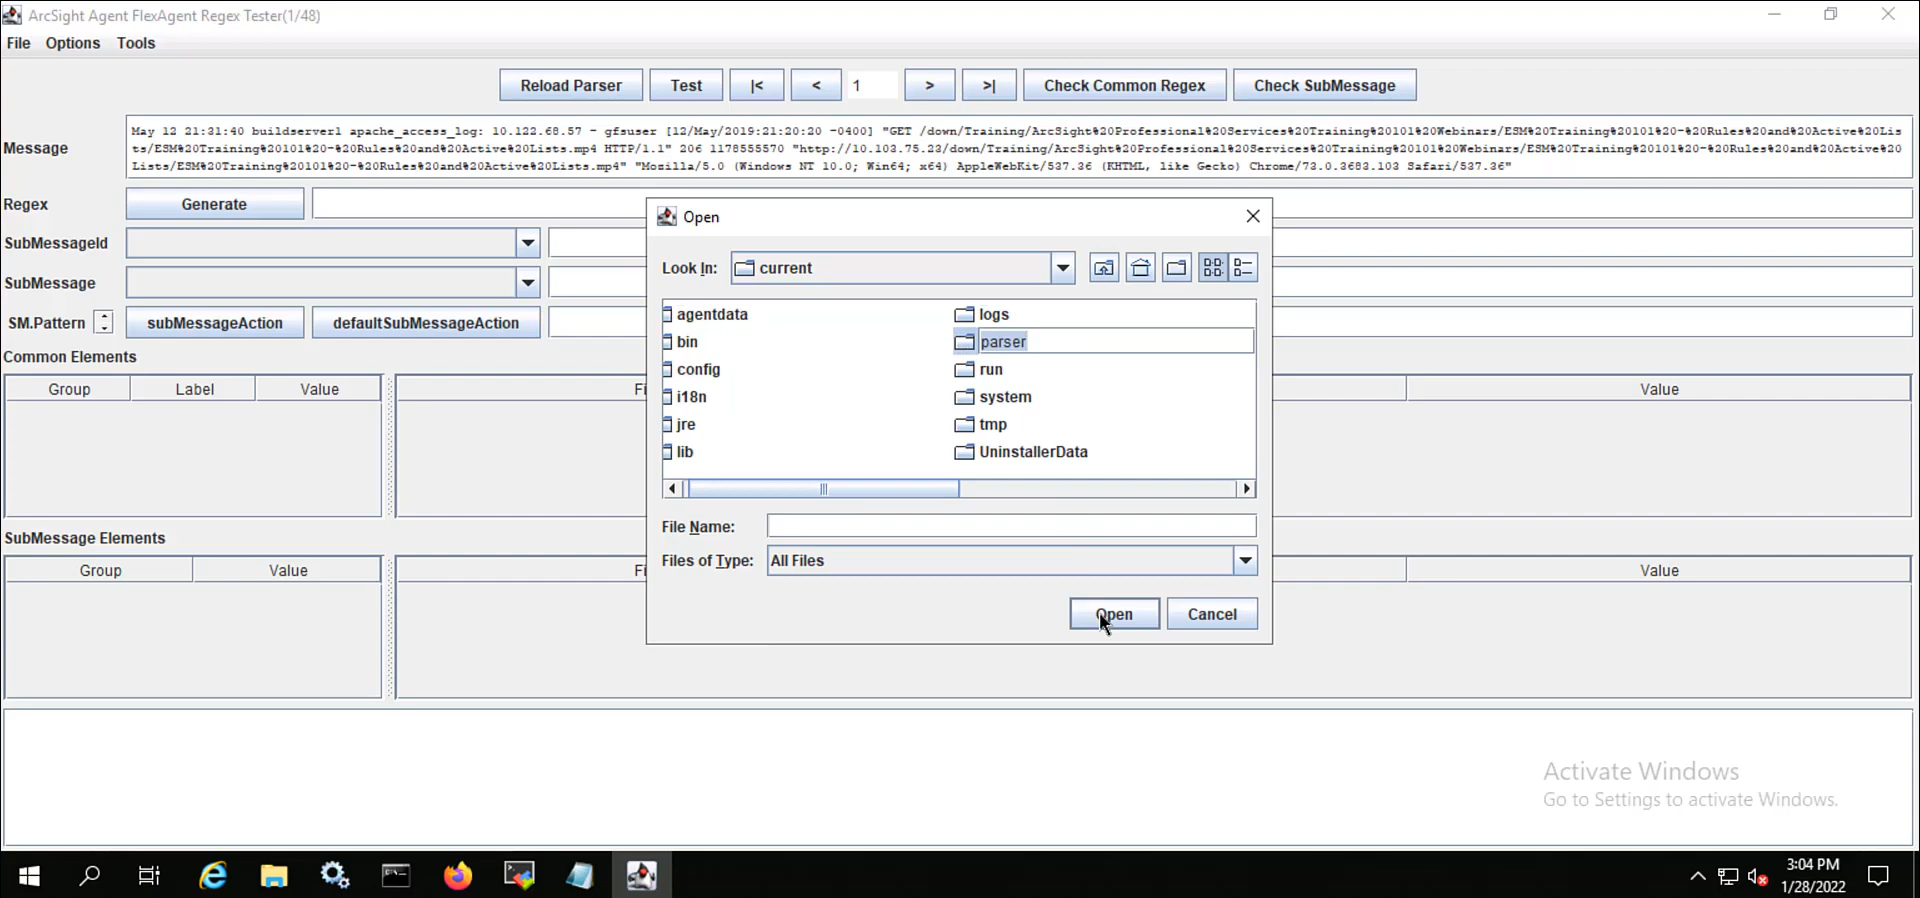 ArcSight Agent FlexAgent Regex Tester(1/48)
File Options Tools
Reload Parser Test |< < 1 > >| Check Common Regex Check SubMessage
Message
May 12 21:31:40 buildserver1 apache_access_log: 10.122.68.57 - gfsuser [12/May/2019:21:20:20 -0400] "GET /down/Training/ArcSight%20Professional%20Services%20Training%20101%20Webinars/ESM%20Training%20101%20-%20Rules%20and%20Active%20Lis
ts/ESM%20Training%20101%20-%20Rules%20and%20Active%20Lists.mp4 HTTP/1.1" 206 1178555570 "http://10.103.75.23/down/Training/ArcSight%20Professional%20Services%20Training%20101%20Webinars/ESM%20Training%20101%20-%20Rules%20and%20Active%20
Lists/ESM%20Training%20101%20-%20Rules%20and%20Active%20Lists.mp4" "Mozilla/5.0 (Windows NT 10.0; Win64; x64) AppleWebKit/537.36 (KHTML, like Gecko) Chrome/73.0.3683.103 Safari/537.36"
Regex Generate
SubMessageId
SubMessage
SM.Pattern subMessageAction defaultSubMessageAction
Common Elements
Group Label Value Fi Value
SubMessage Elements
Group Value Fi Value
Open
Look In: current
agentdata
bin
config
i18n
jre
lib
logs
parser
run
system
tmp
UninstallerData
File Name:
Files of Type: All Files
Open Cancel
Activate Windows
Go to Settings to activate Windows.
3:04 PM
1/28/2022